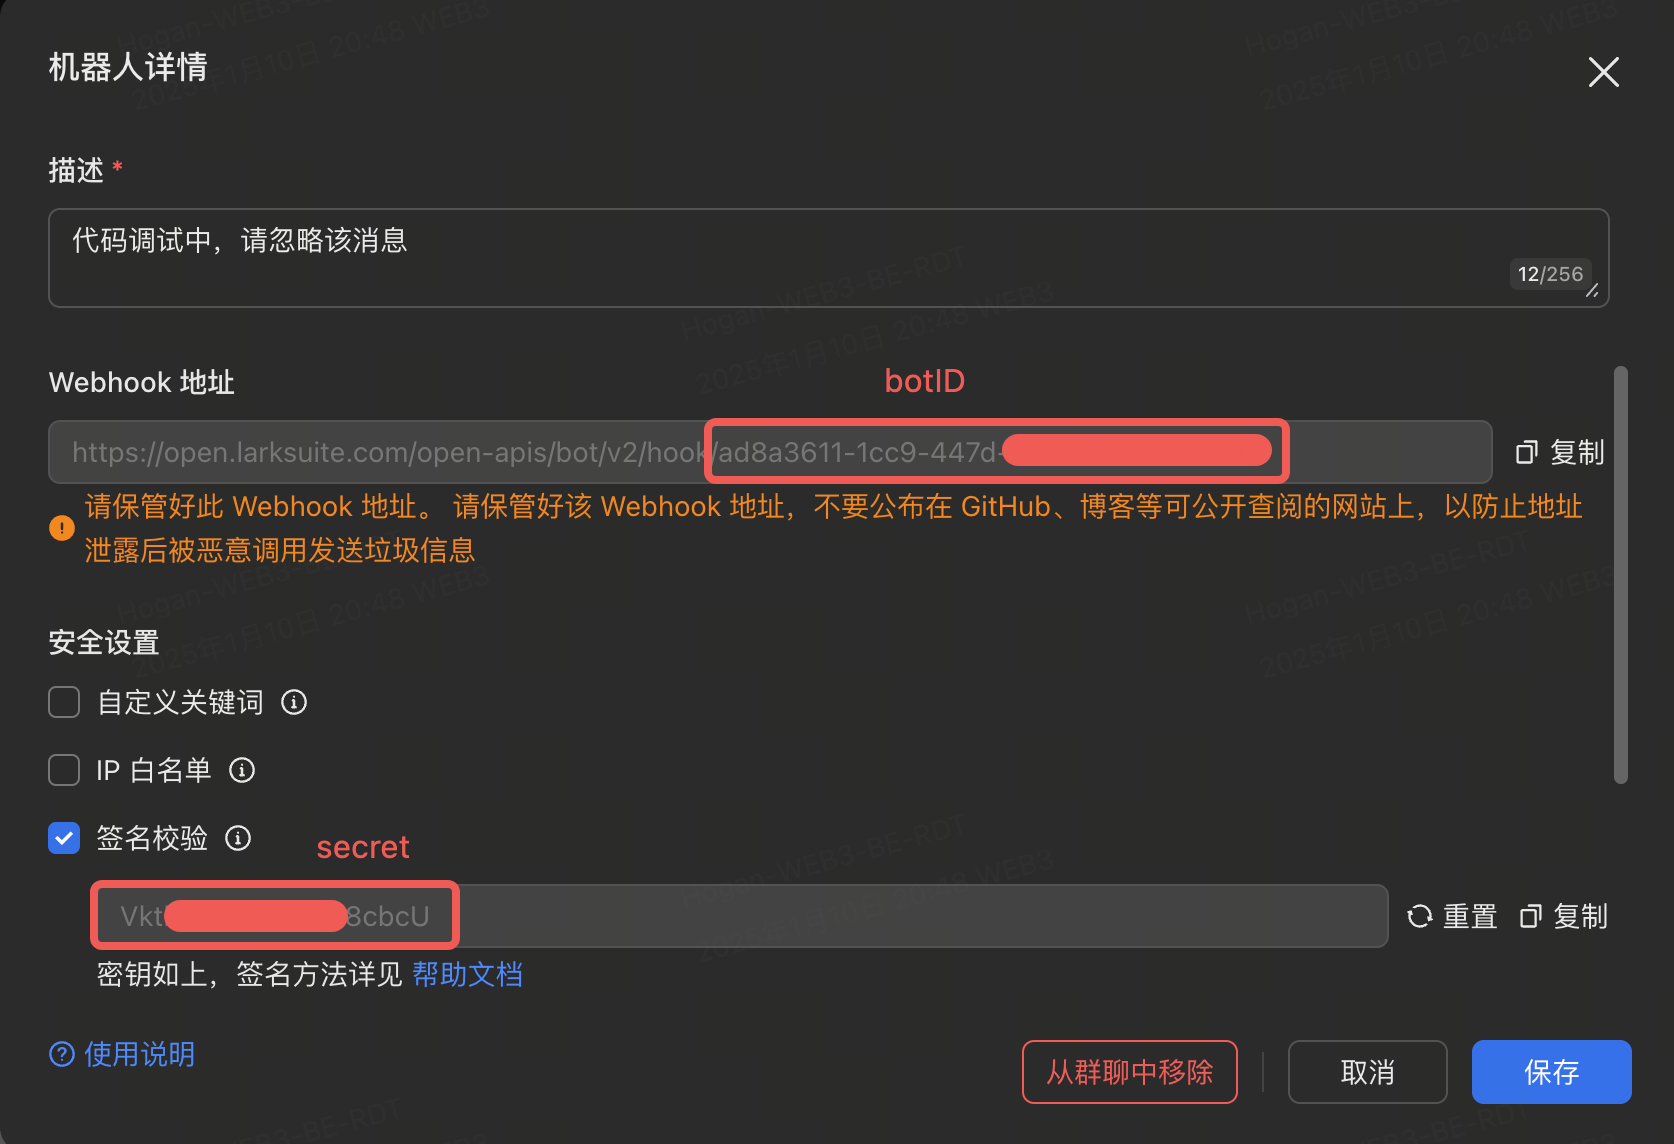 机器人详情
描述 *
代码调试中，请忽略该消息
12/256
Webhook 地址
botID
https://open.larksuite.com/open-apis/bot/v2/hook/ad8a3611-1cc9-447d-
复制
请保管好此 Webhook 地址。 请保管好该 Webhook 地址，不要公布在 GitHub、博客等可公开查阅的网站上，以防止地址
泄露后被恶意调用发送垃圾信息
安全设置
自定义关键词
IP 白名单
签名校验
secret
Vkt 8cbcU
重置 复制
密钥如上，签名方法详见 帮助文档
使用说明
从群聊中移除 取消 保存
Hogan-WEB3-BE-RDT
2025年1月10日 20:48 WEB3